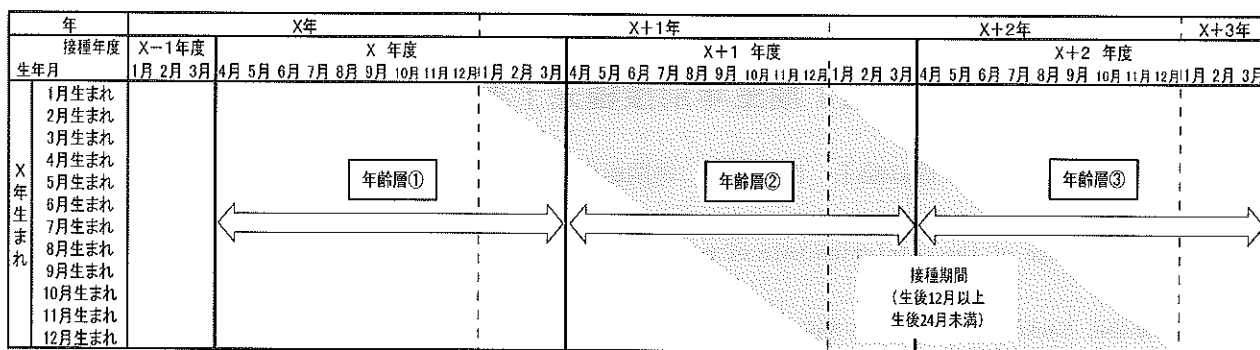 年 X年 X+1年 X+2年 X+3年
接種年度 X-1年度 X 年度 X+1 年度 X+2 年度
生年月 1月 2月 3月 4月 5月 6月 7月 8月 9月 10月 11月 12月 1月 2月 3月 4月 5月 6月 7月 8月 9月 10月 11月 12月 1月 2月 3月 4月 5月 6月 7月 8月 9月 10月 11月 12月 1月 2月 3月
X年生まれ
1月生まれ
2月生まれ
3月生まれ
4月生まれ
5月生まれ
6月生まれ
7月生まれ
8月生まれ
9月生まれ
10月生まれ
11月生まれ
12月生まれ
年齢層① 年齢層② 年齢層③
接種期間
(生後12月以上
生後24月未満)